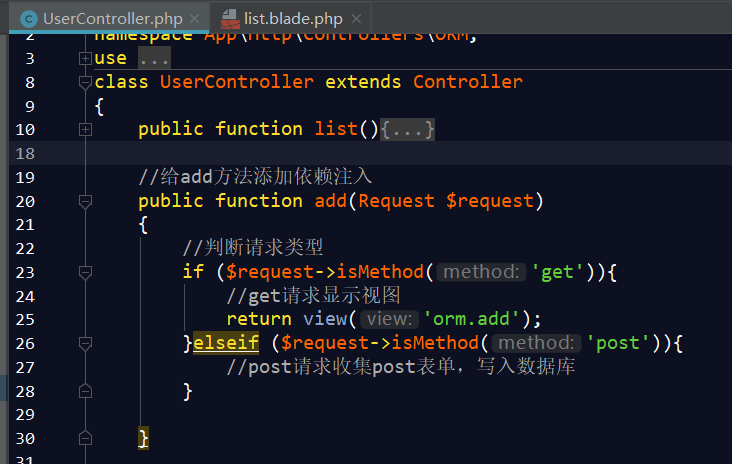 UserController.php × list.blade.php ×
2 namespace App\Http\Controllers\ORM;
3 use ...
8 class UserController extends Controller
9 {
10 public function list(){...}
18
19 //给add方法添加依赖注入
20 public function add(Request $request)
21 {
22 //判断请求类型
23 if ($request->isMethod( method: 'get')){
24 //get请求显示视图
25 return view( view: 'orm.add');
26 }elseif ($request->isMethod( method: 'post')){
27 //post请求收集post表单，写入数据库
28 }
29
30 }
31